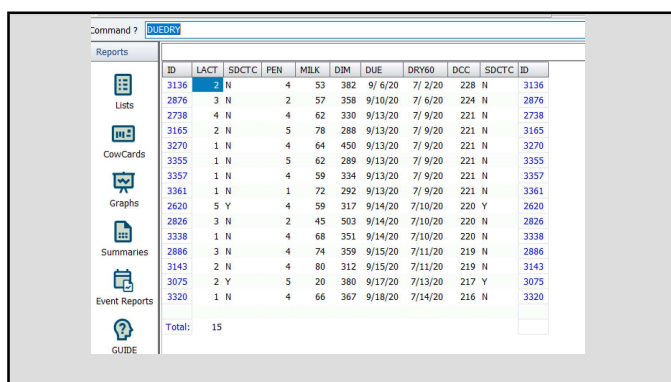 Command ? DUEDRY
Reports
ID LACT SDCTC PEN MILK DIM DUE DRY60 DCC SDCTC ID
3136 2 N 4 53 382 9/ 6/20 7/ 2/20 228 N 3136
2876 3 N 2 57 358 9/10/20 7/ 6/20 224 N 2876
Lists
2738 4 N 4 62 330 9/13/20 7/ 9/20 221 N 2738
3165 2 N 5 78 288 9/13/20 7/ 9/20 221 N 3165
3270 1 N 4 64 450 9/13/20 7/ 9/20 221 N 3270
CowCards
3355 1 N 5 62 289 9/13/20 7/ 9/20 221 N 3355
3357 1 N 4 59 334 9/13/20 7/ 9/20 221 N 3357
3361 1 N 1 72 292 9/13/20 7/ 9/20 221 N 3361
Graphs
2620 5 Y 4 59 317 9/14/20 7/10/20 220 Y 2620
2826 3 N 2 45 503 9/14/20 7/10/20 220 N 2826
3338 1 N 4 68 351 9/14/20 7/10/20 220 N 3338
Summaries
2886 3 N 4 74 359 9/15/20 7/11/20 219 N 2886
3143 2 N 4 80 312 9/15/20 7/11/20 219 N 3143
3075 2 Y 5 20 380 9/17/20 7/13/20 217 Y 3075
Event Reports
3320 1 N 4 66 367 9/18/20 7/14/20 216 N 3320
Total: 15
GUIDE